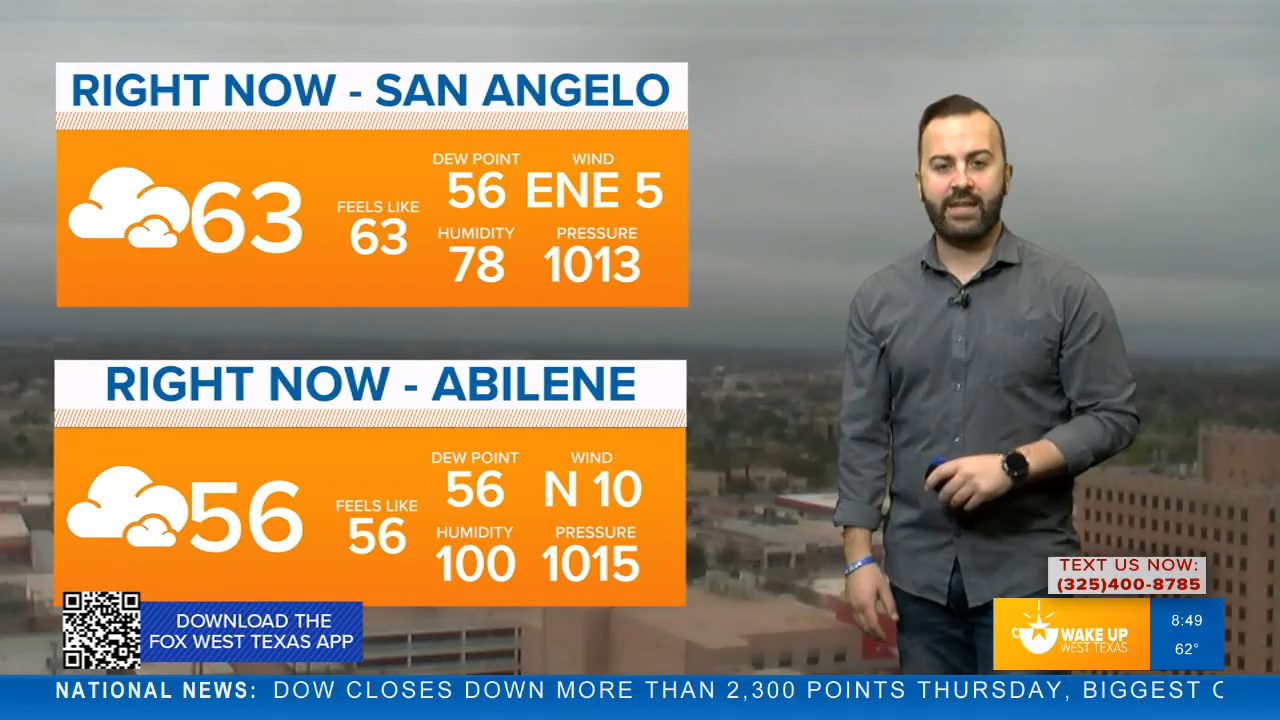 RIGHT NOW - SAN ANGELO
63
FEELS LIKE
63
DEW POINT
56
WIND
ENE 5
HUMIDITY
78
PRESSURE
1013
RIGHT NOW - ABILENE
56
FEELS LIKE
56
DEW POINT
56
WIND
N 10
HUMIDITY
100
PRESSURE
1015
DOWNLOAD THE
FOX WEST TEXAS APP
TEXT US NOW:
(325)400-8785
WAKE UP
WEST TEXAS
8:49
62°
NATIONAL NEWS: DOW CLOSES DOWN MORE THAN 2,300 POINTS THURSDAY, BIGGEST